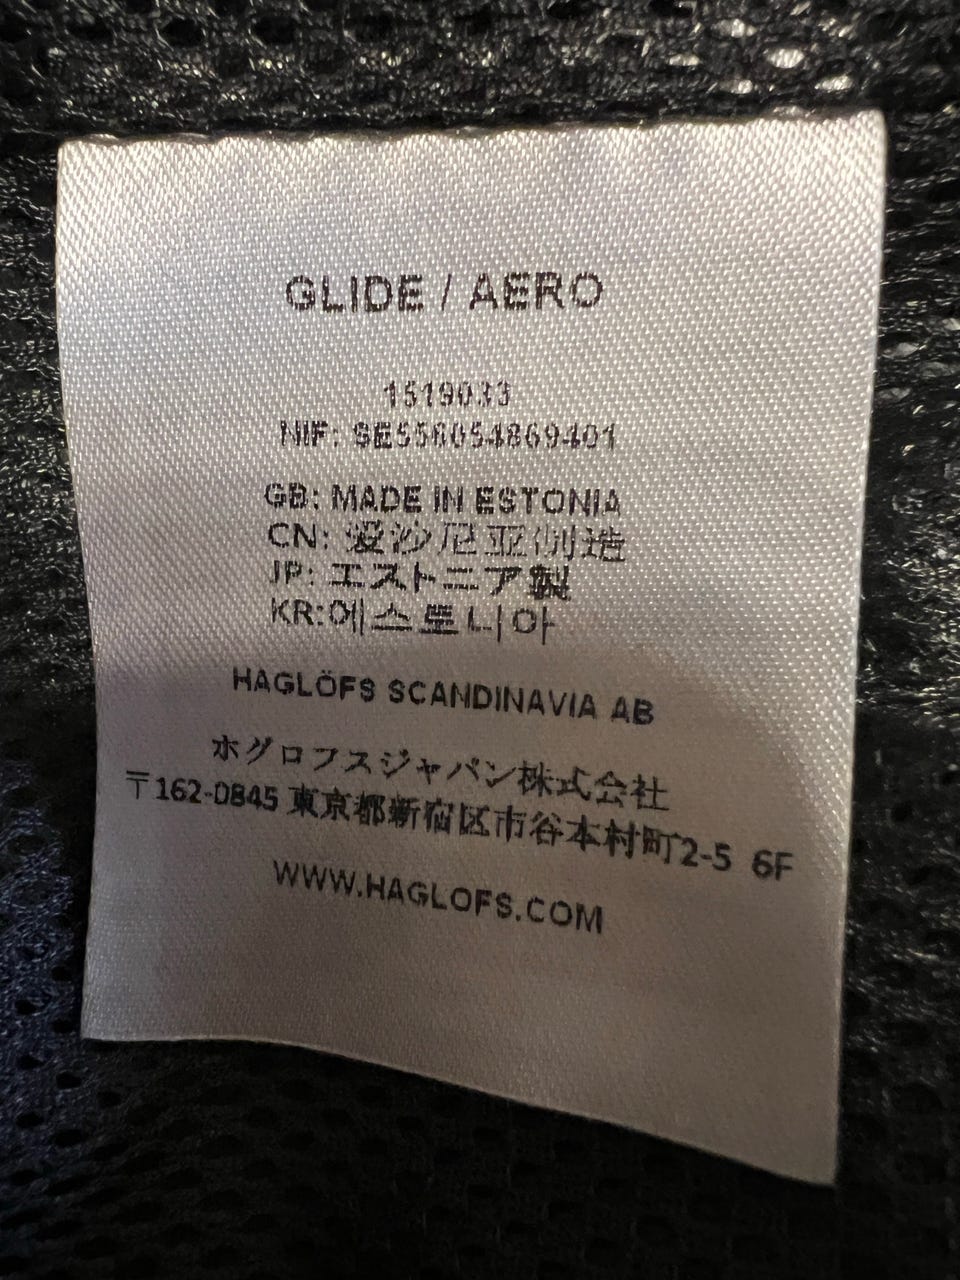 GLIDE / AERO
1519033
NIF: SE556054869401
GB: MADE IN ESTONIA
CN: 爱沙尼亚制造
JP: エストニア製
KR:에스토니아
HAGLÖFS SCANDINAVIA AB
ホグロフスジャパン株式会社
〒162-0845 東京都新宿区市谷本村町2-5 6F
WWW.HAGLOFS.COM